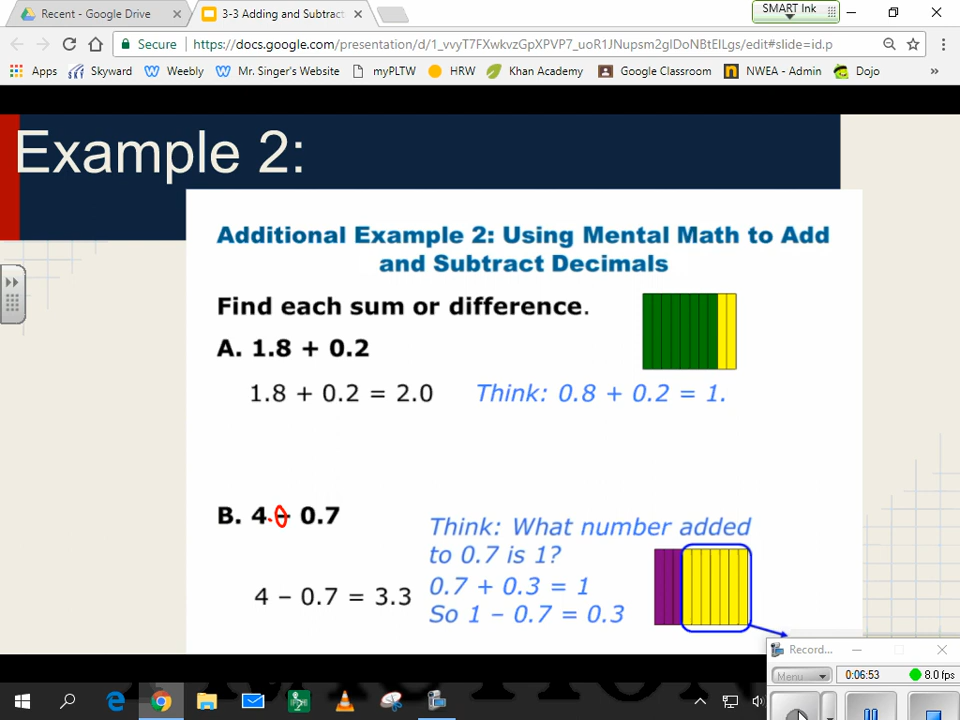 Recent - Google Drive
3-3 Adding and Subtract
SMART Ink
Secure
https://docs.google.com/presentation/d/1_vvyT7FXwkvzGpXPVP7_uoR1JNupsm2glDoNBtElLgs/edit#slide=id.p
Apps Skyward Weebly Mr. Singer's Website myPLTW HRW Khan Academy Google Classroom NWEA - Admin Dojo »
Example 2:
Additional Example 2: Using Mental Math to Add
and Subtract Decimals
Find each sum or difference.
A. 1.8 + 0.2
1.8 + 0.2 = 2.0 Think: 0.8 + 0.2 = 1.
B. 4.0 – 0.7
Think: What number added
to 0.7 is 1?
0.7 + 0.3 = 1
4 – 0.7 = 3.3
So 1 – 0.7 = 0.3
Record...
Menu 0:06:53 8.0 fps